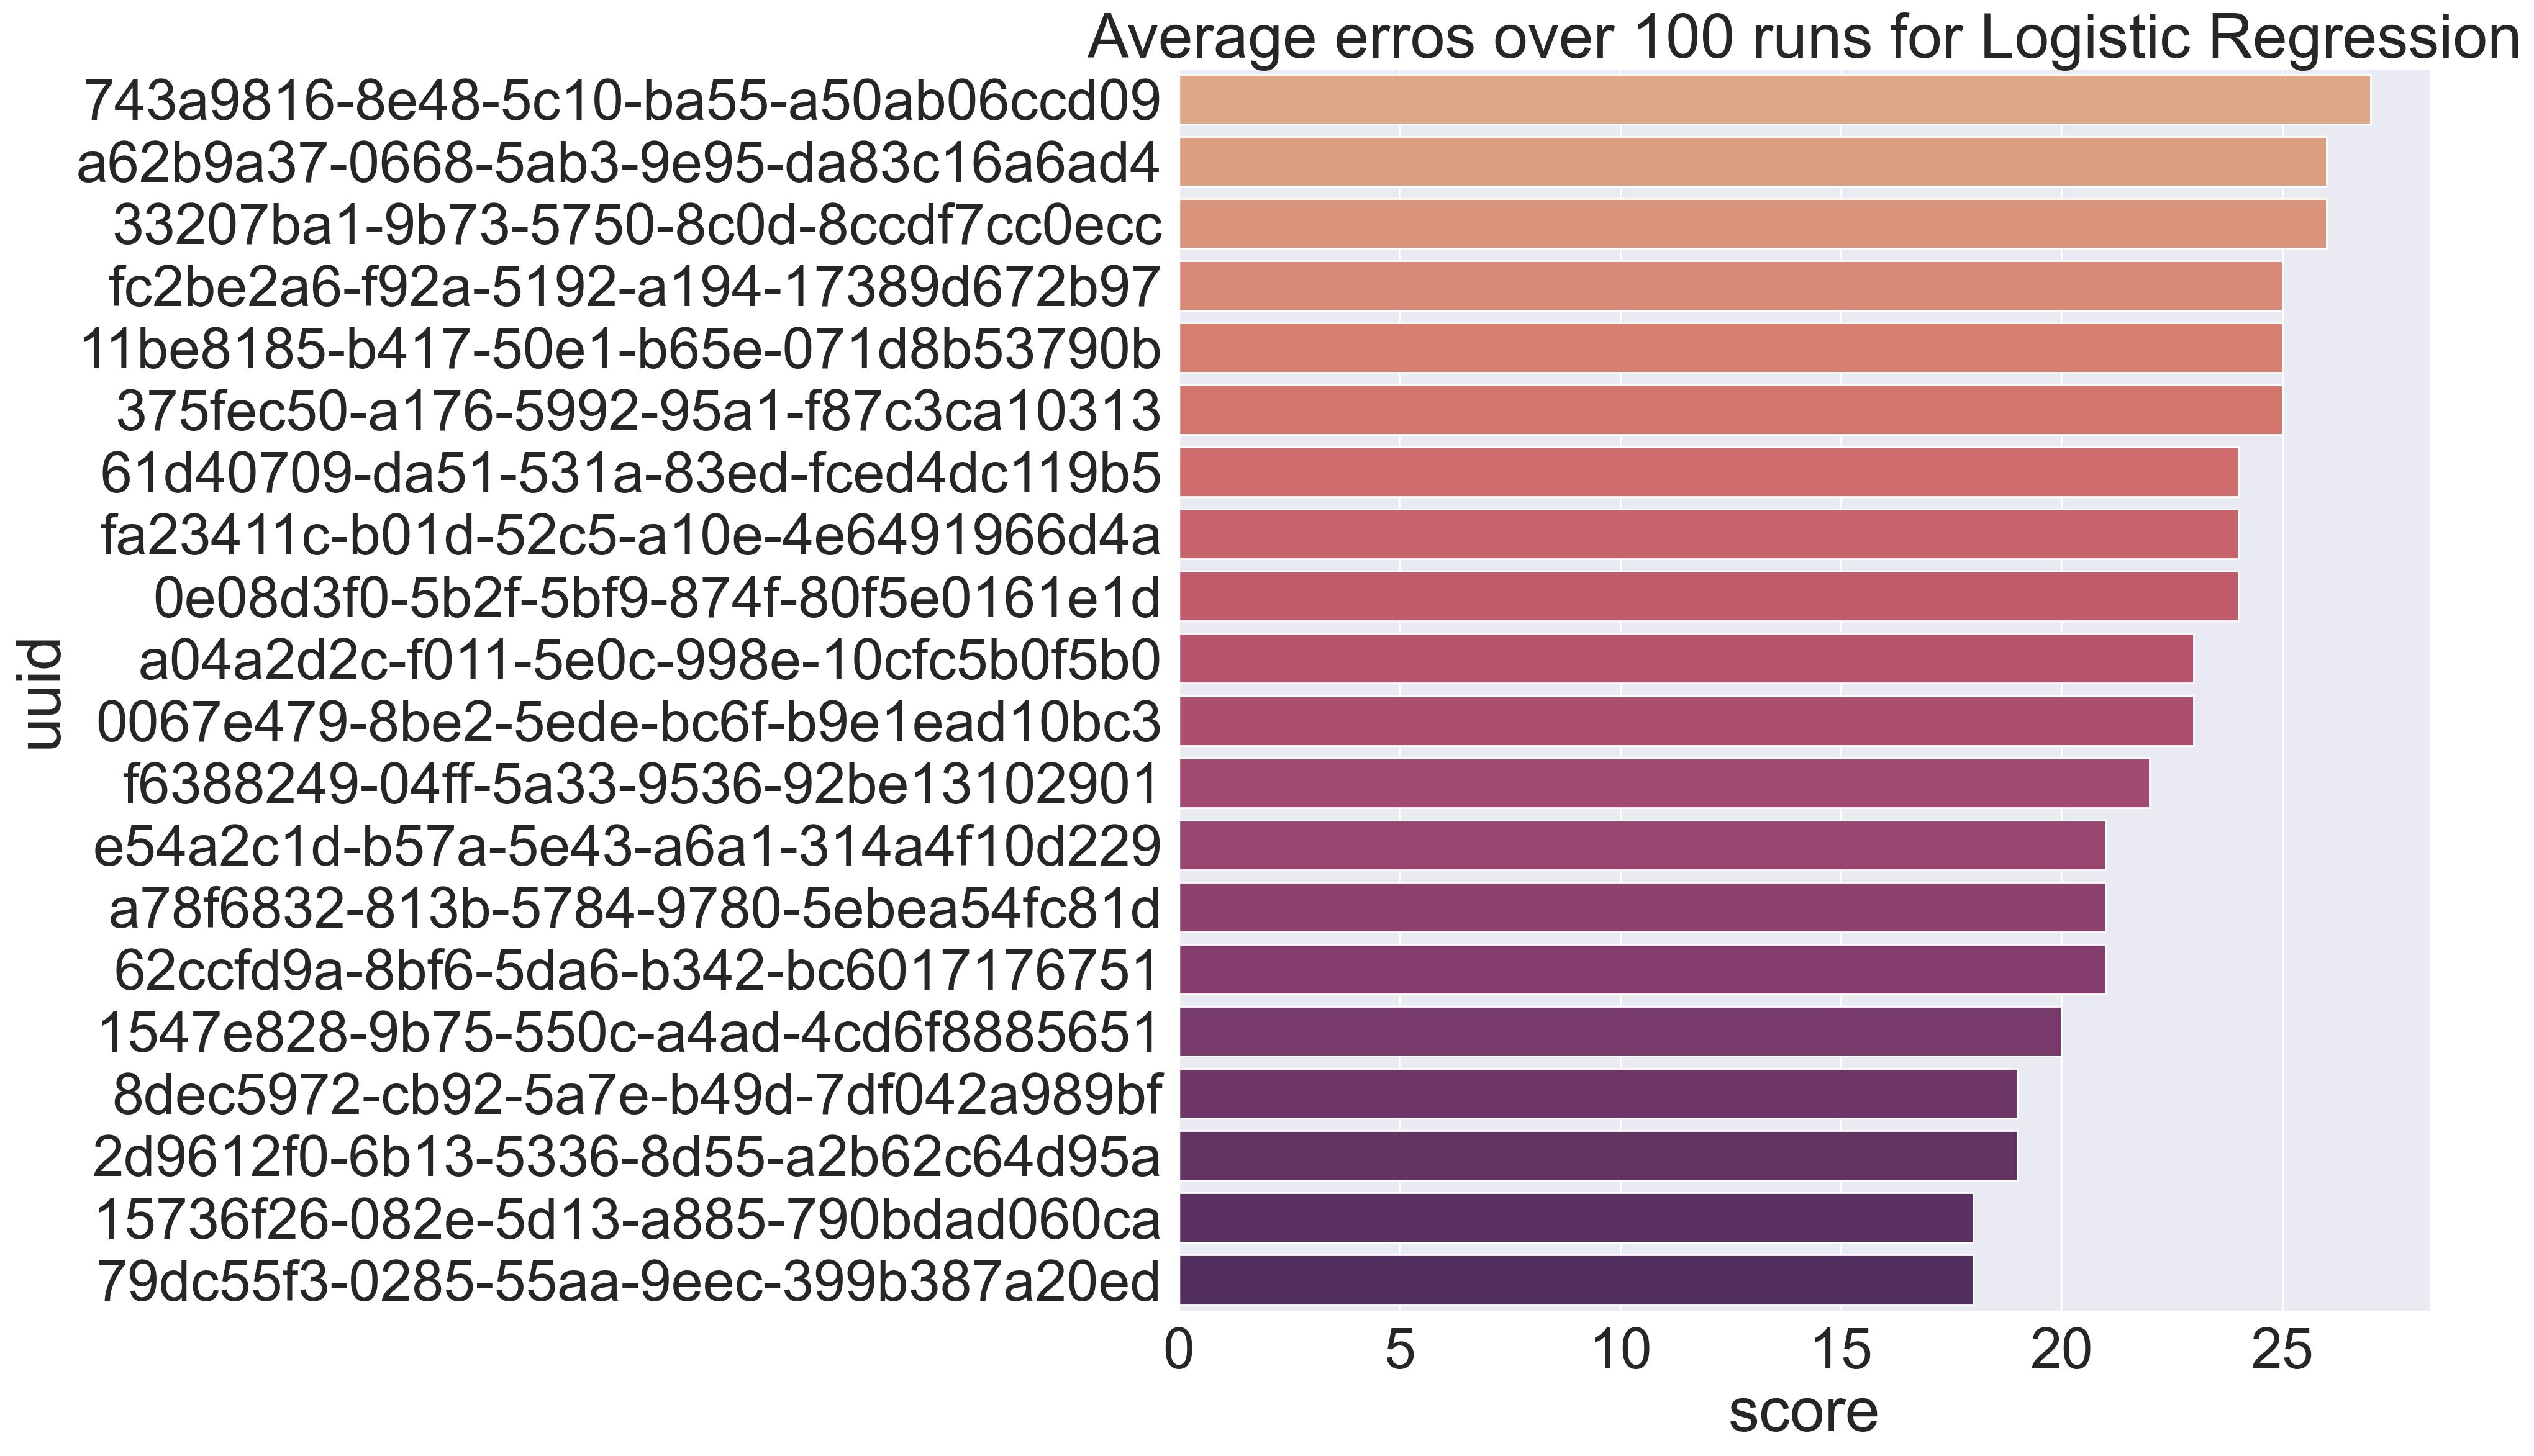 Average erros over 100 runs for Logistic Regression
743a9816-8e48-5c10-ba55-a50ab06ccd09
a62b9a37-0668-5ab3-9e95-da83c16a6ad4
33207ba1-9b73-5750-8c0d-8ccdf7cc0ecc
fc2be2a6-f92a-5192-a194-17389d672b97
11be8185-b417-50e1-b65e-071d8b53790b
375fec50-a176-5992-95a1-f87c3ca10313
61d40709-da51-531a-83ed-fced4dc119b5
fa23411c-b01d-52c5-a10e-4e6491966d4a
0e08d3f0-5b2f-5bf9-874f-80f5e0161e1d
a04a2d2c-f011-5e0c-998e-10cfc5b0f5b0
0067e479-8be2-5ede-bc6f-b9e1ead10bc3
f6388249-04ff-5a33-9536-92be13102901
e54a2c1d-b57a-5e43-a6a1-314a4f10d229
a78f6832-813b-5784-9780-5ebea54fc81d
62ccfd9a-8bf6-5da6-b342-bc6017176751
1547e828-9b75-550c-a4ad-4cd6f8885651
8dec5972-cb92-5a7e-b49d-7df042a989bf
2d9612f0-6b13-5336-8d55-a2b62c64d95a
15736f26-082e-5d13-a885-790bdad060ca
79dc55f3-0285-55aa-9eec-399b387a20ed
uuid
0 5 10 15 20 25
score